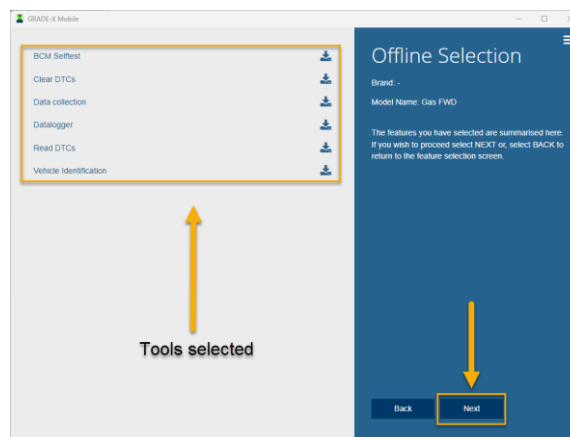 GRADE-X Mobile
BCM Selftest
Clear DTCs
Data collection
Datalogger
Read DTCs
Vehicle Identification
Tools selected
Offline Selection
Brand: -
Model Name: Gas FWD
The features you have selected are summarised here.
If you wish to proceed select NEXT or, select BACK to
return to the feature selection screen.
Back
Next